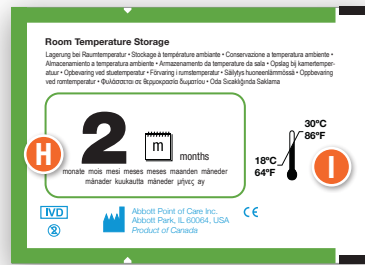 Room Temperature Storage
Lagerung bei Raumtemperatur • Stockage à température ambiante • Conservazione a temperatura ambiente •
Almacenamiento a temperatura ambiente • Armazenamento da temperatura da sala • Opslag bij kamertemper-
atuur • Opbevaring ved stuetemperatur • Förvaring i rumstemperatur • Säilytys huoneenlämmössä • Oppbevaring
ved romtemperatur • Φυλάσσεται σε θερμοκρασία δωματίου • Oda Sıcaklığında Saklama
H
2
m
months
monate mois mesi meses meses maanden måneder
månader kuukautta måneder μήνες ay
30°C
86°F
18°C
64°F
I
IVD
2
Abbott Point of Care Inc.
Abbott Park, IL 60064, USA
Product of Canada
CE